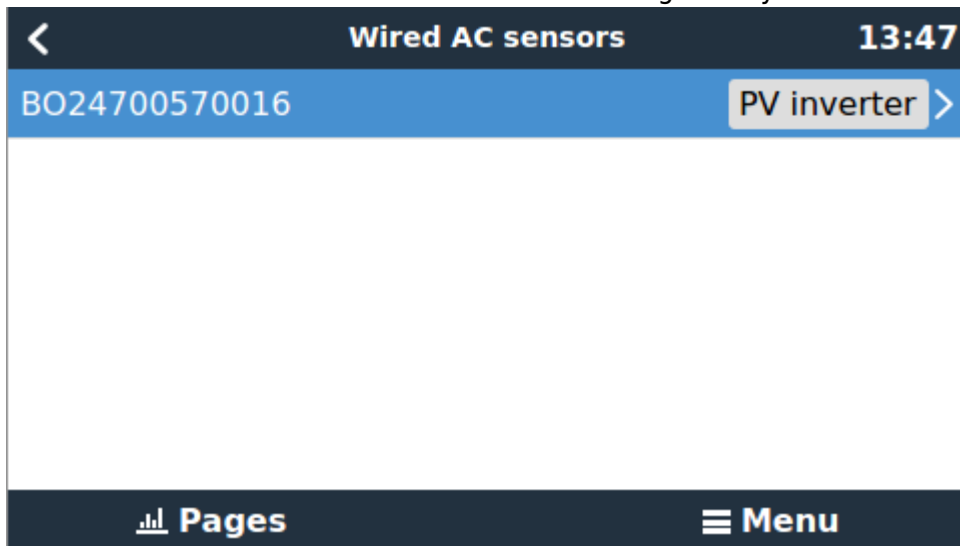 Wired AC sensors 13:47
BO24700570016 PV inverter
Pages Menu